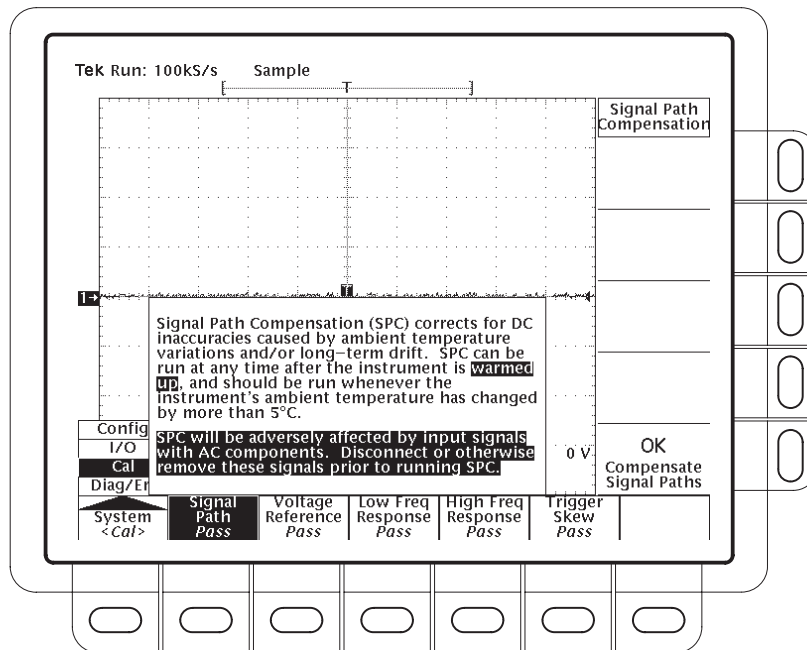 Tek Run: 100kS/s Sample
T
Signal Path
Compensation
T
1→
Signal Path Compensation (SPC) corrects for DC
inaccuracies caused by ambient temperature
variations and/or long-term drift. SPC can be
run at any time after the instrument is warmed
up, and should be run whenever the
instrument's ambient temperature has changed
by more than 5°C.
SPC will be adversely affected by input signals
with AC components. Disconnect or otherwise
remove these signals prior to running SPC.
0 V
OK
Compensate
Signal Paths
Config
I/O
Cal
Diag/Er
System
<Cal>
Signal
Path
Pass
Voltage
Reference
Pass
Low Freq
Response
Pass
High Freq
Response
Pass
Trigger
Skew
Pass